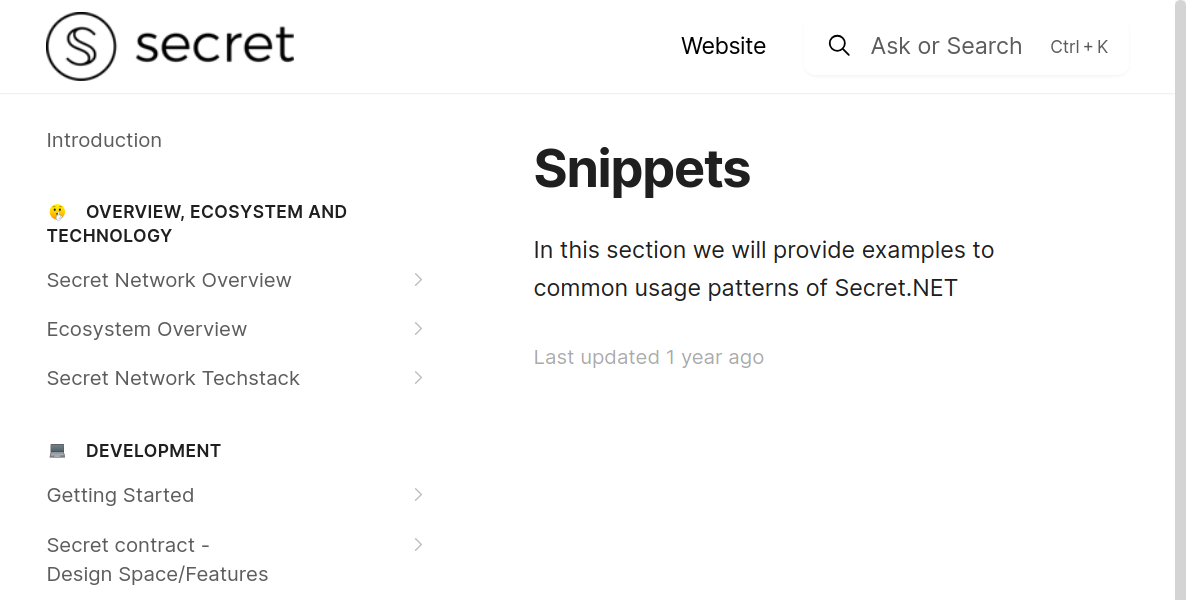 secret
Website
Ask or Search Ctrl + K
Introduction
OVERVIEW, ECOSYSTEM AND
TECHNOLOGY
Secret Network Overview
Ecosystem Overview
Secret Network Techstack
DEVELOPMENT
Getting Started
Secret contract -
Design Space/Features
Snippets
In this section we will provide examples to
common usage patterns of Secret.NET
Last updated 1 year ago